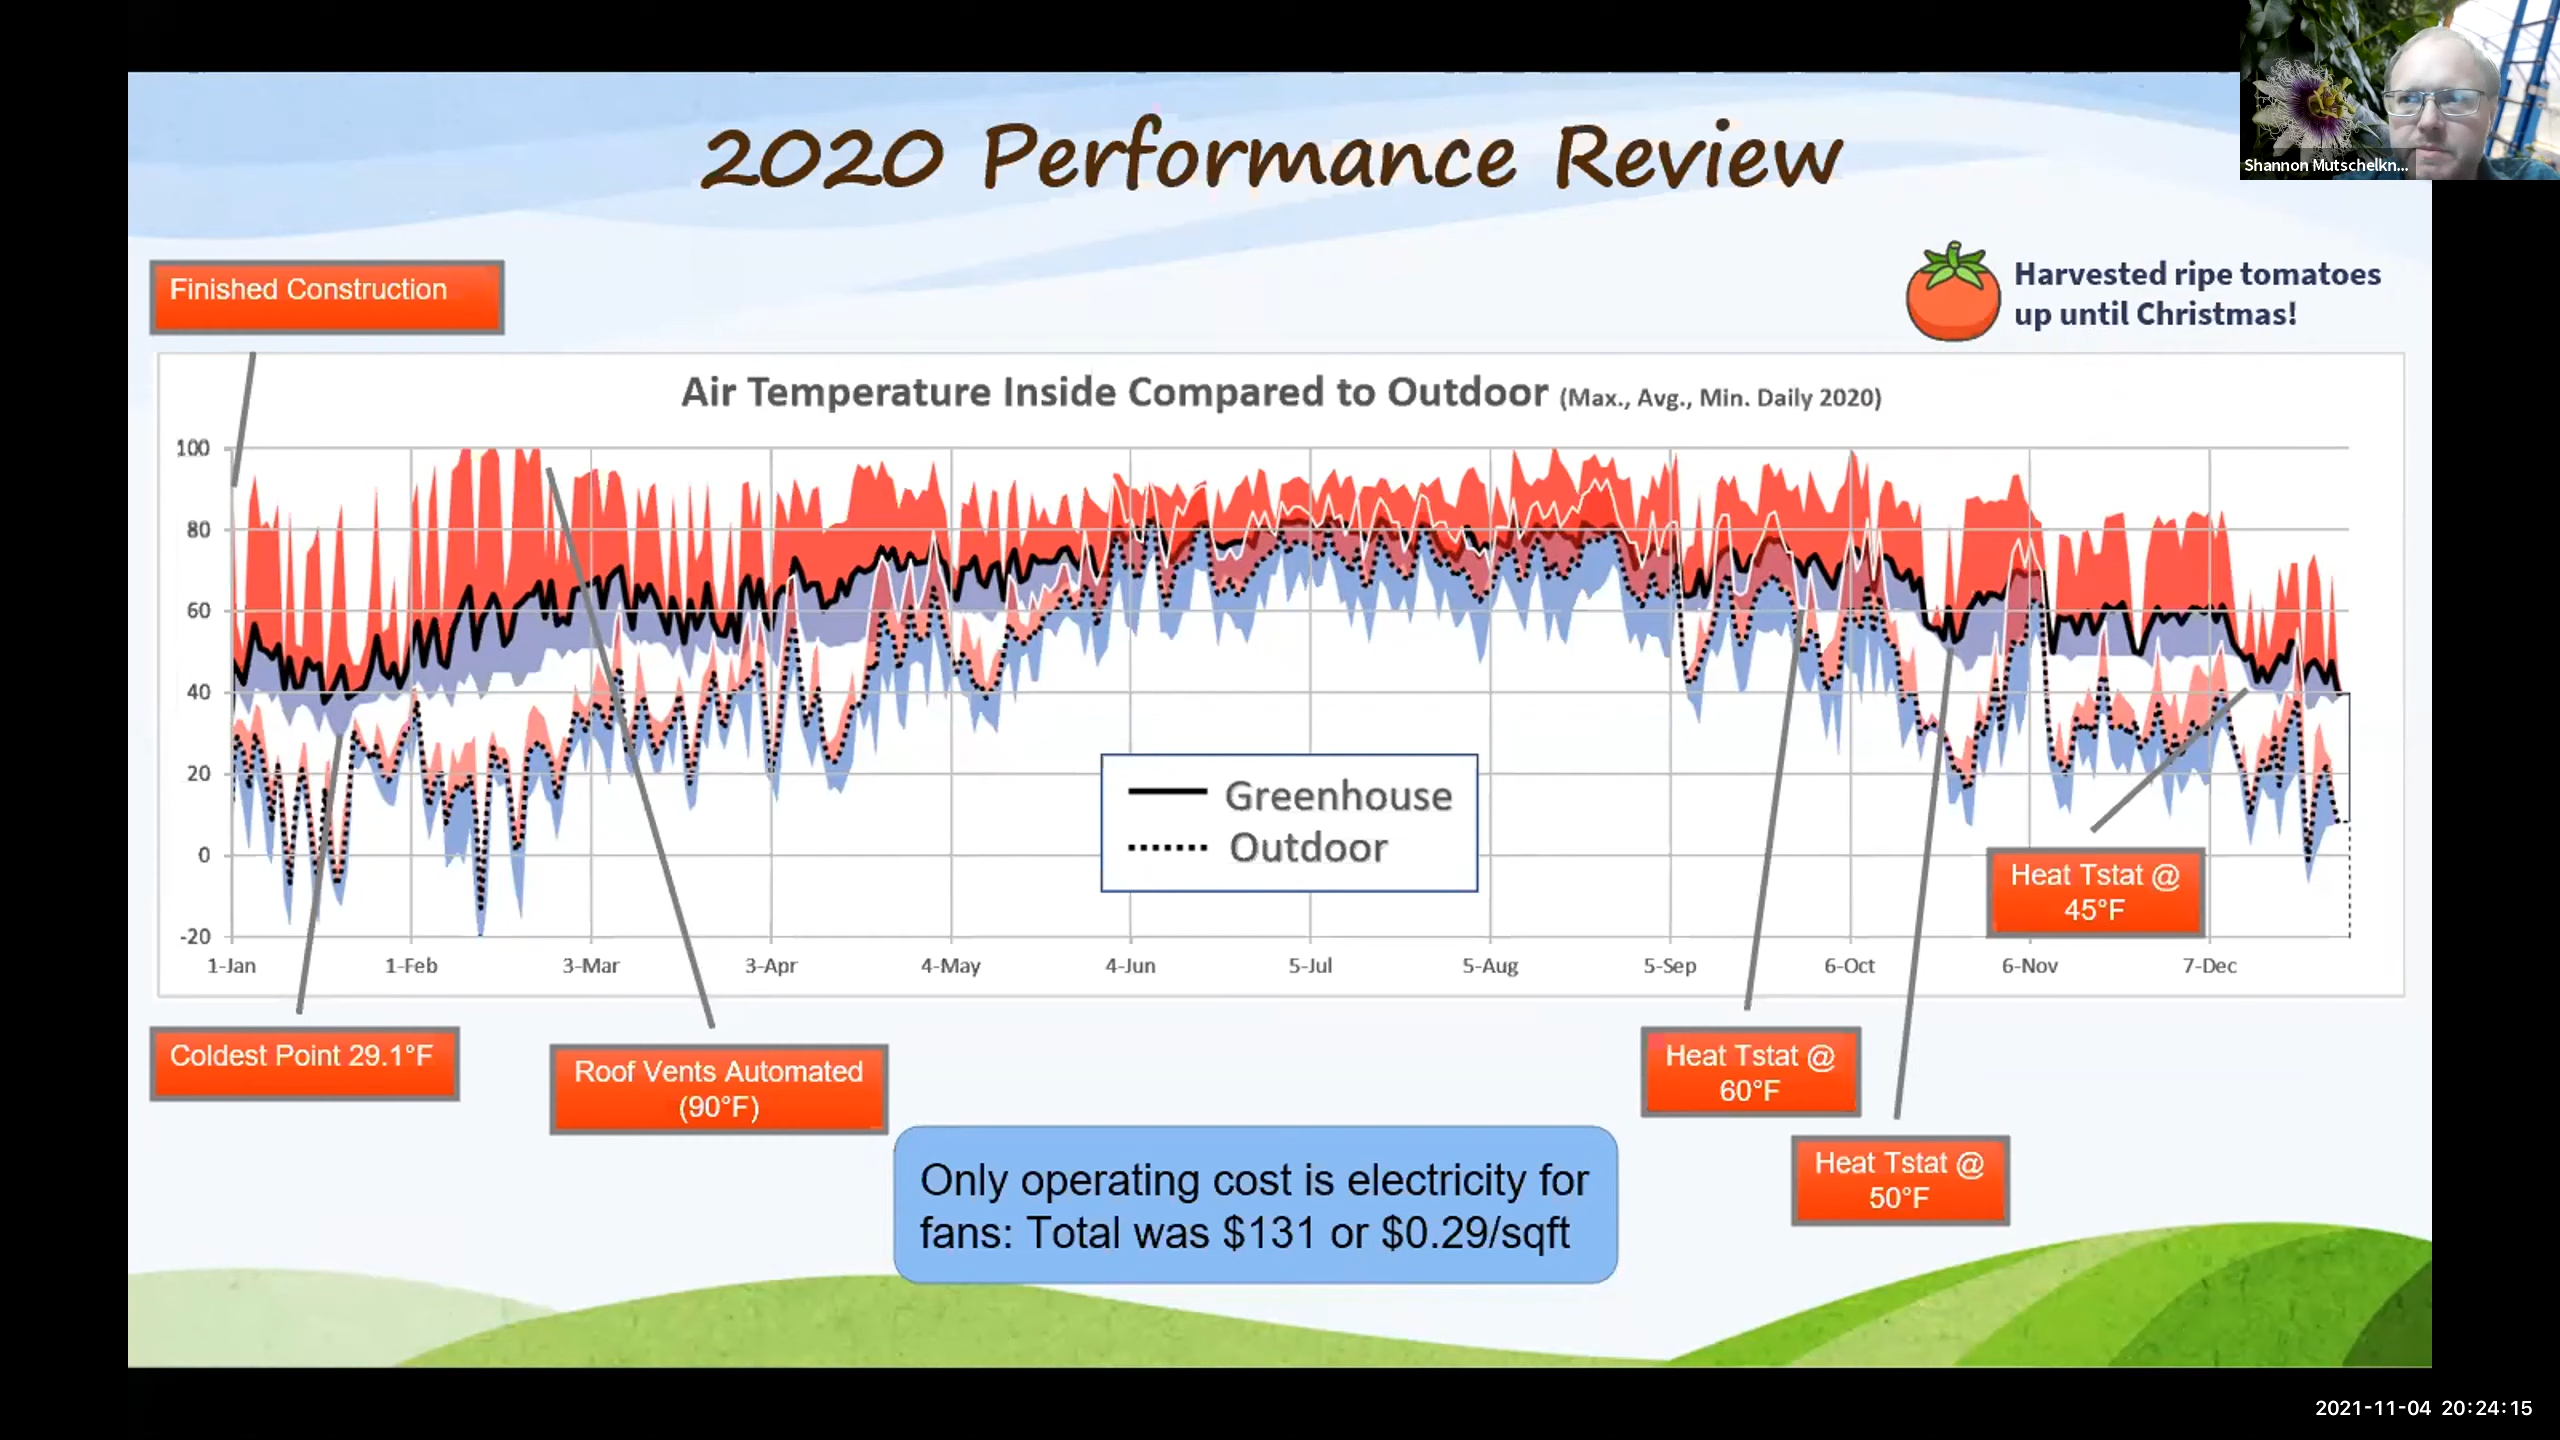 2020 Performance Review
Shannon Mutschelkn...
Finished Construction
Harvested ripe tomatoes
up until Christmas!
Air Temperature Inside Compared to Outdoor (Max., Avg., Min. Daily 2020)
100
80
60
40
20
0
-20
Greenhouse
Outdoor
1-Jan 1-Feb 3-Mar 3-Apr 4-May 4-Jun 5-Jul 5-Aug 5-Sep 6-Oct 6-Nov 7-Dec
Heat Tstat @
45°F
Coldest Point 29.1°F
Roof Vents Automated
(90°F)
Heat Tstat @
60°F
Heat Tstat @
50°F
Only operating cost is electricity for
fans: Total was $131 or $0.29/sqft
2021-11-04 20:24:15